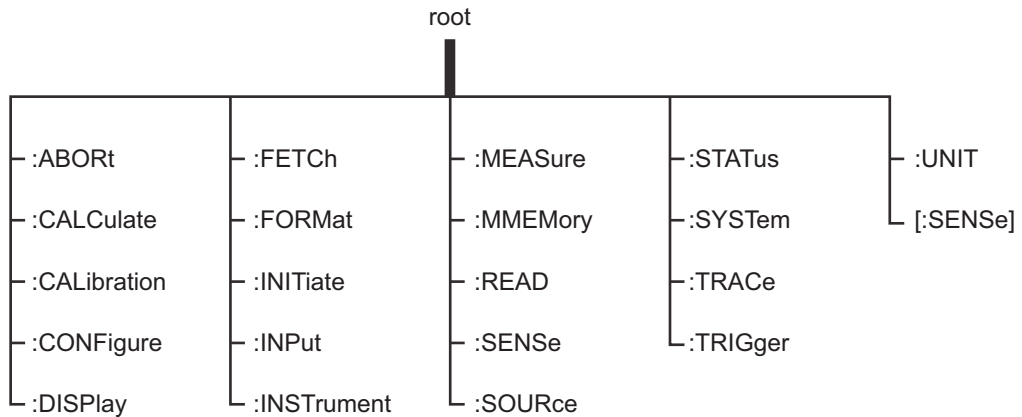 root
:ABORt
:CALCulate
:CALibration
:CONFigure
:DISPlay
:FETCh
:FORMat
:INITiate
:INPut
:INSTrument
:MEASure
:MMEMory
:READ
:SENSe
:SOURce
:STATus
:SYSTem
:TRACe
:TRIGger
:UNIT
[:SENSe]